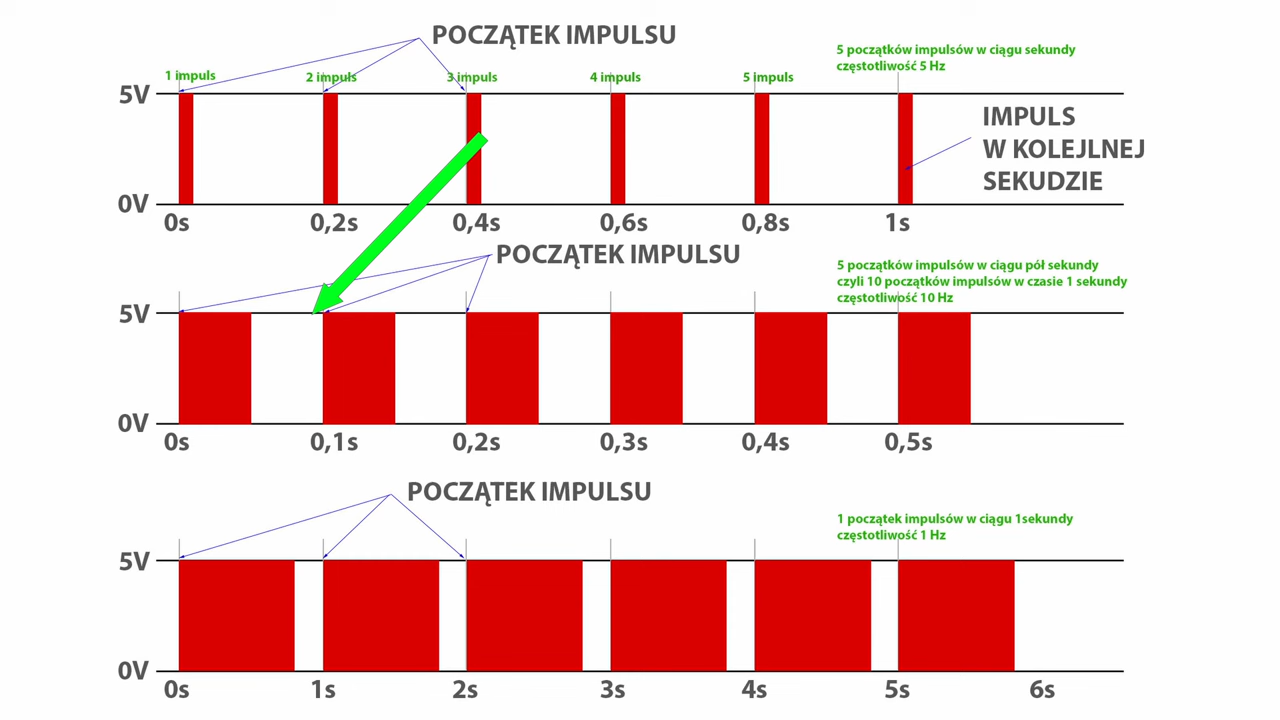 POCZĄTEK IMPULSU
5 początków impulsów w ciągu sekundy
częstotliwość 5 Hz
1 impuls
2 impuls
3 impuls
4 impuls
5 impuls
5V
IMPULS
W KOLEJLNEJ
SEKUDZIE
0V
0s
0,2s
0,4s
0,6s
0,8s
1s
POCZĄTEK IMPULSU
5 początków impulsów w ciągu pół sekundy
czyli 10 początków impulsów w czasie 1 sekundy
częstotliwość 10 Hz
5V
0V
0s
0,1s
0,2s
0,3s
0,4s
0,5s
POCZĄTEK IMPULSU
1 początek impulsów w ciągu 1sekundy
częstotliwość 1 Hz
5V
0V
0s
1s
2s
3s
4s
5s
6s